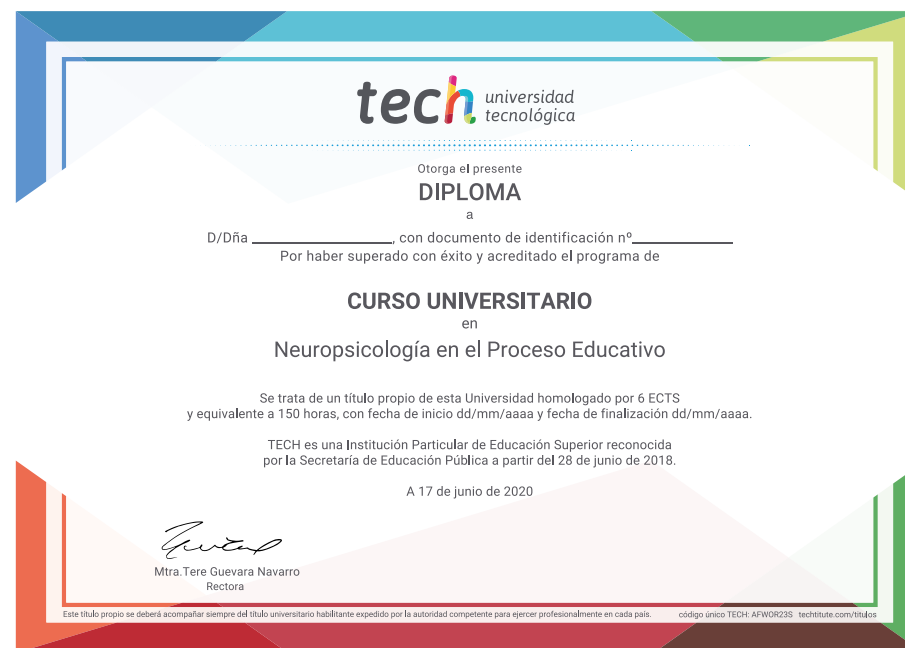 tech universidad
tecnológica
Otorga el presente
DIPLOMA
a
D/Dña ____________________, con documento de identificación nº______________
Por haber superado con éxito y acreditado el programa de
CURSO UNIVERSITARIO
en
Neuropsicología en el Proceso Educativo
Se trata de un título propio de esta Universidad homologado por 6 ECTS
y equivalente a 150 horas, con fecha de inicio dd/mm/aaaa y fecha de finalización dd/mm/aaaa.
TECH es una Institución Particular de Educación Superior reconocida
por la Secretaría de Educación Pública a partir del 28 de junio de 2018.
A 17 de junio de 2020
Mtra.Tere Guevara Navarro
Rectora
Este título propio se deberá acompañar siempre del título universitario habilitante expedido por la autoridad competente para ejercer profesionalmente en cada país. código único TECH: AFWOR23S techtitute.com/titulos